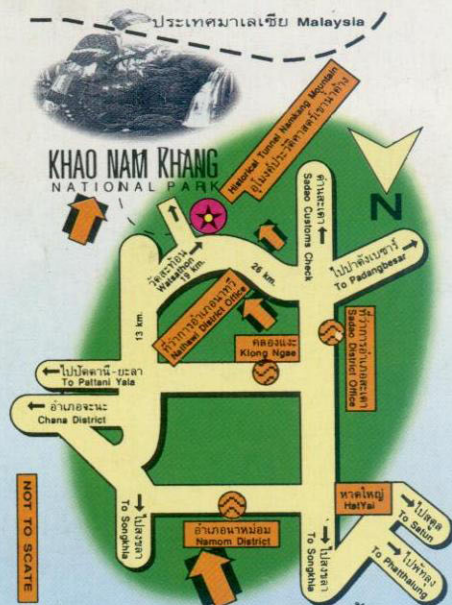 ประเทศมาเลเซีย Malaysia
KHAO NAM KHANG
NATIONAL PARK
Historical Tunnel Namkang Mountain
อุโมงค์ประวัติศาสตร์เขาน้ำค้าง
ด่านสะเดา
Sadao Customs Check
N
ไปปาดังเบซาร์
To Padangbesar
วัดสะท้อน
Watsathon
19 km.
26 km.
13 km.
ที่ว่าการอำเภอนาทวี
Nathawi District Office
คลองแงะ
Klong Ngae
ที่ว่าการอำเภอสะเดา
Sadao District Office
ไปปัตตานี-ยะลา
To Pattani Yala
อำเภอจะนะ
Chana District
NOT TO SCATE
ไปสงขลา
To Songkhla
อำเภอนาหม่อม
Namom District
ไปสงขลา
To Songkhla
หาดใหญ่
HatYai
ไปสตูล
To Satun
ไปพัทลุง
To Phatthalung